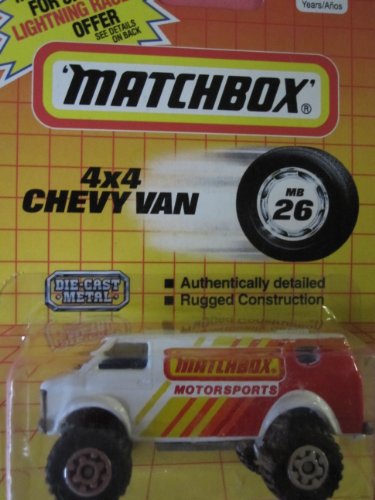 FOR
LIGHTNING RACE
OFFER
SEE DETAILS
ON BACK
Years/Años
'MATCHBOX'®
4x4
CHEVY VAN
MB
26
DIE-CAST
METAL
■ Authentically detailed
■ Rugged Construction
MATCHBOX
MOTORSPORTS